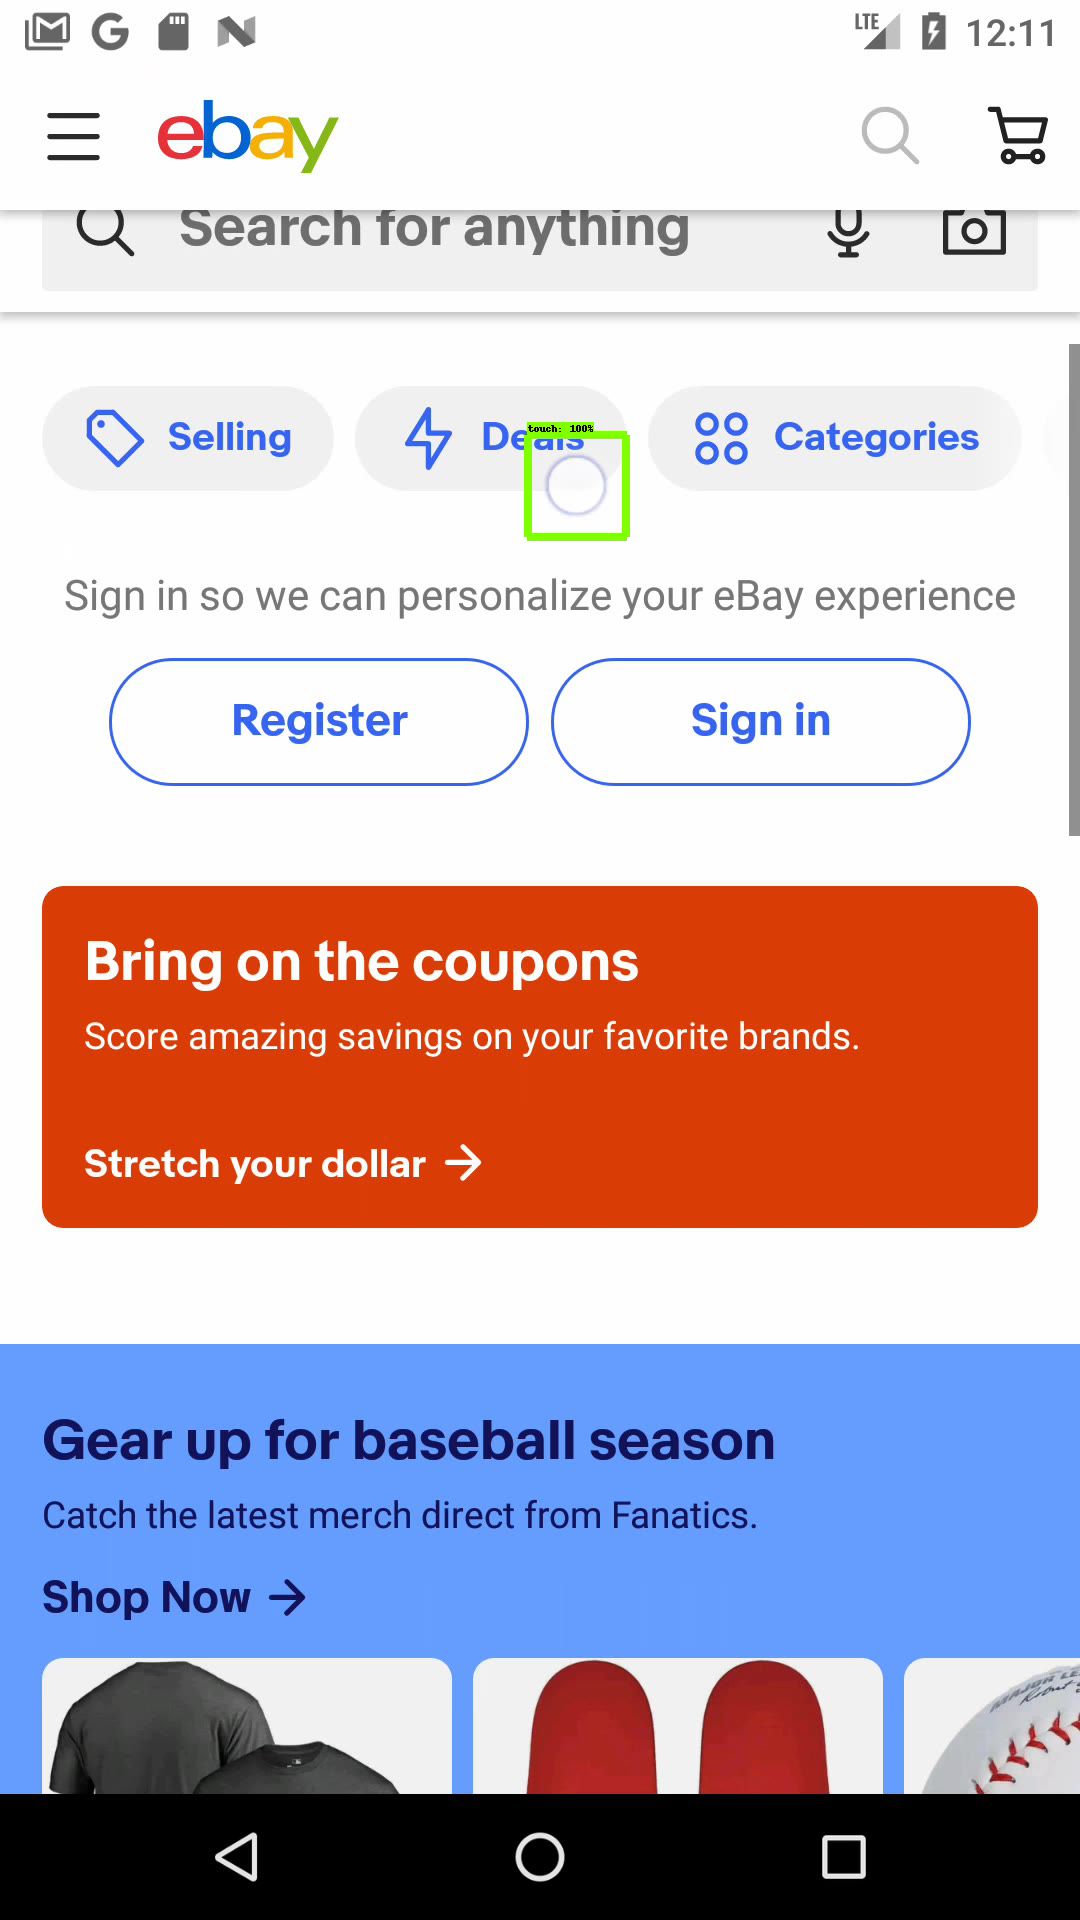 LTE 12:11
ebay
Search for anything
Selling Deals Categories
touch: 100%
Sign in so we can personalize your eBay experience
Register Sign in
Bring on the coupons
Score amazing savings on your favorite brands.
Stretch your dollar
Gear up for baseball season
Catch the latest merch direct from Fanatics.
Shop Now